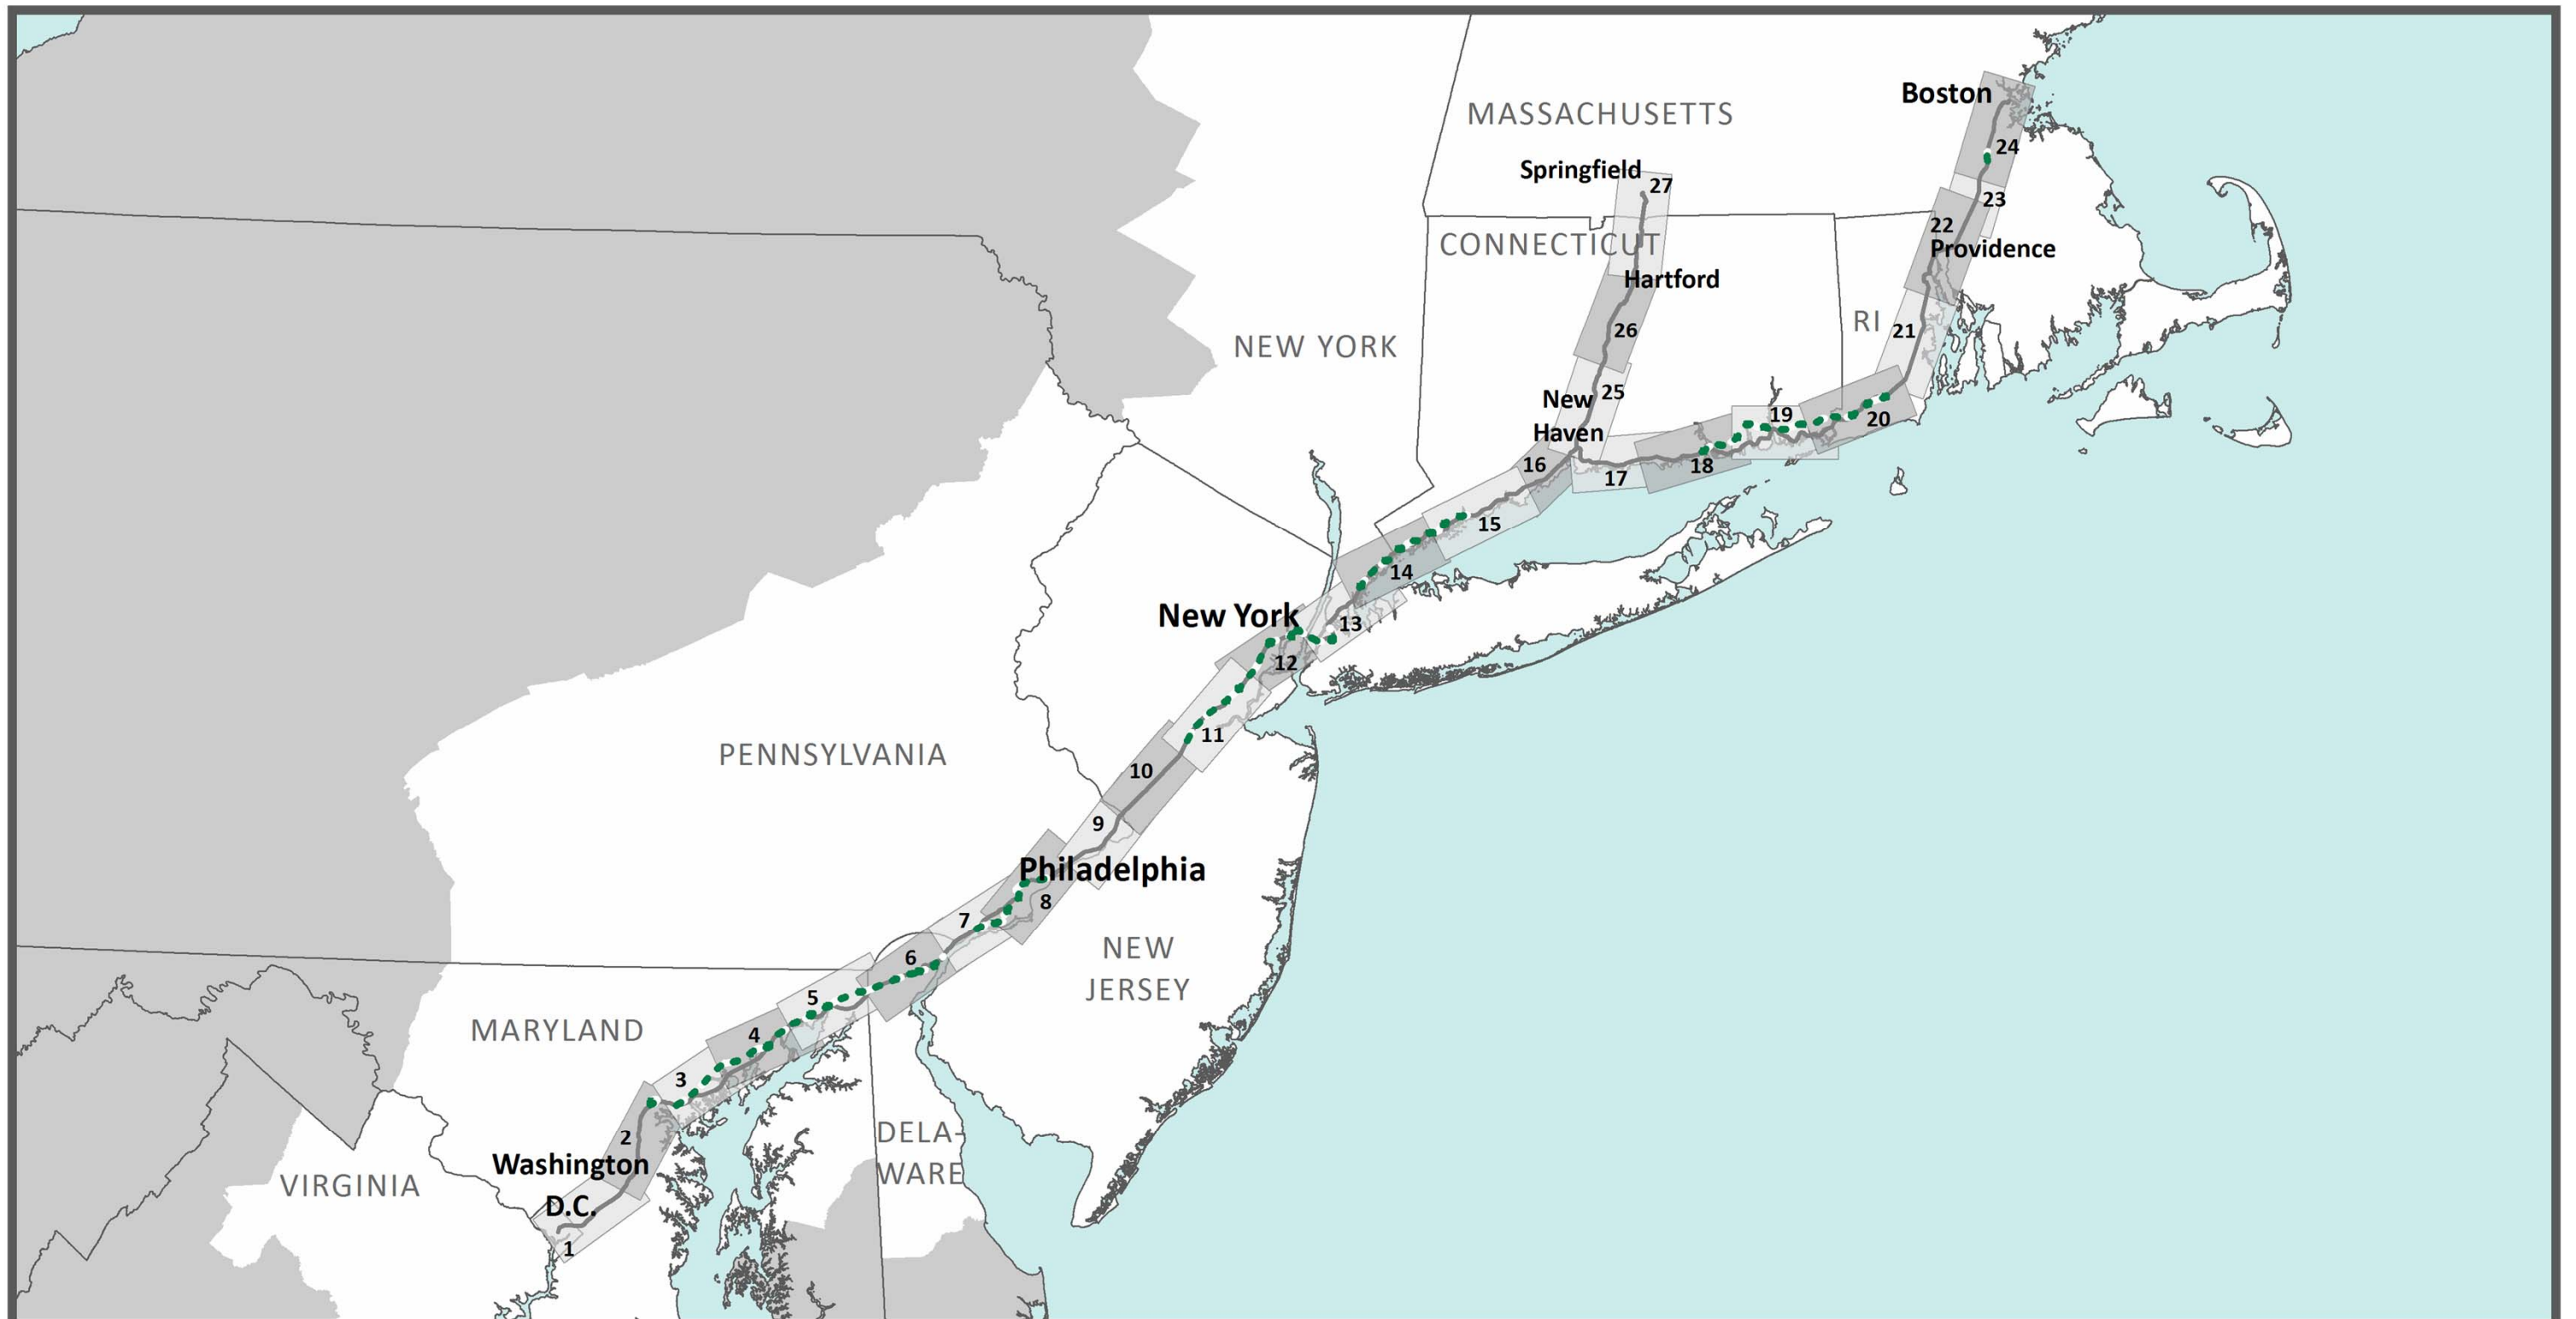 Boston
MASSACHUSETTS
24
Springfield
27
23
22
CONNECTICUT
Providence
Hartford
RI
21
26
NEW YORK
25
New
Haven
19
20
16
18
17
15
14
New York
13
12
11
PENNSYLVANIA
10
9
Philadelphia
8
7
NEW
JERSEY
6
5
MARYLAND
4
3
2
DELA-
WARE
Washington
D.C.
VIRGINIA
1